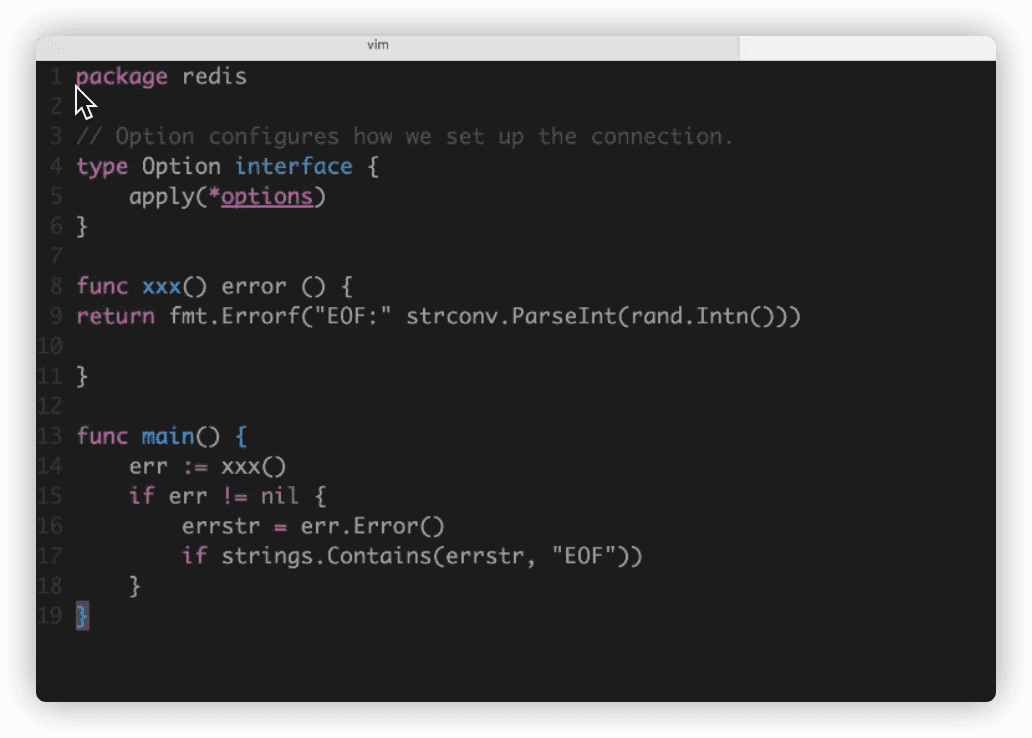 vim
1 package redis
2
3 // Option configures how we set up the connection.
4 type Option interface {
5     apply(*options)
6 }
7
8 func xxx() error () {
9 return fmt.Errorf("EOF:" strconv.ParseInt(rand.Intn()))
10
11 }
12
13 func main() {
14     err := xxx()
15     if err != nil {
16         errstr = err.Error()
17         if strings.Contains(errstr, "EOF"))
18     }
19 }